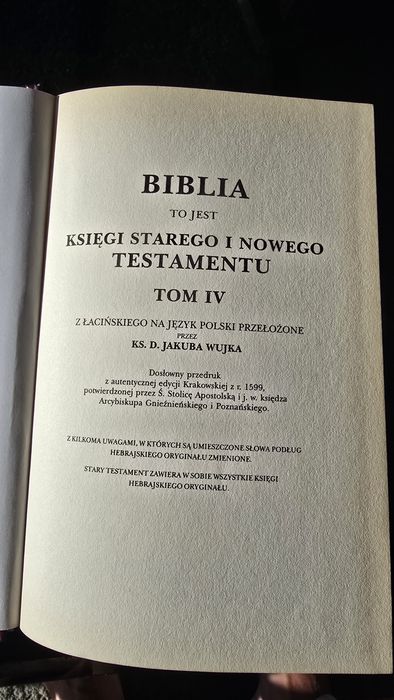 BIBLIA
TO JEST
KSIĘGI STAREGO I NOWEGO
TESTAMENTU
TOM IV
Z ŁACIŃSKIEGO NA JĘZYK POLSKI PRZEŁOŻONE
PRZEZ
KS. D. JAKUBA WUJKA
Dosłowny przedruk
z autentycznej edycji Krakowskiej z r. 1599,
potwierdzonej przez Ś. Stolicę Apostolską i j. w. księdza
Arcybiskupa Gnieźnieńskiego i Poznańskiego.
Z KILKOMA UWAGAMI, W KTÓRYCH SĄ UMIESZCZONE SŁOWA PODŁUG
HEBRAJSKIEGO ORYGINAŁU ZMIENIONE.
STARY TESTAMENT ZAWIERA W SOBIE WSZYSTKIE KSIĘGI
HEBRAJSKIEGO ORYGINAŁU.